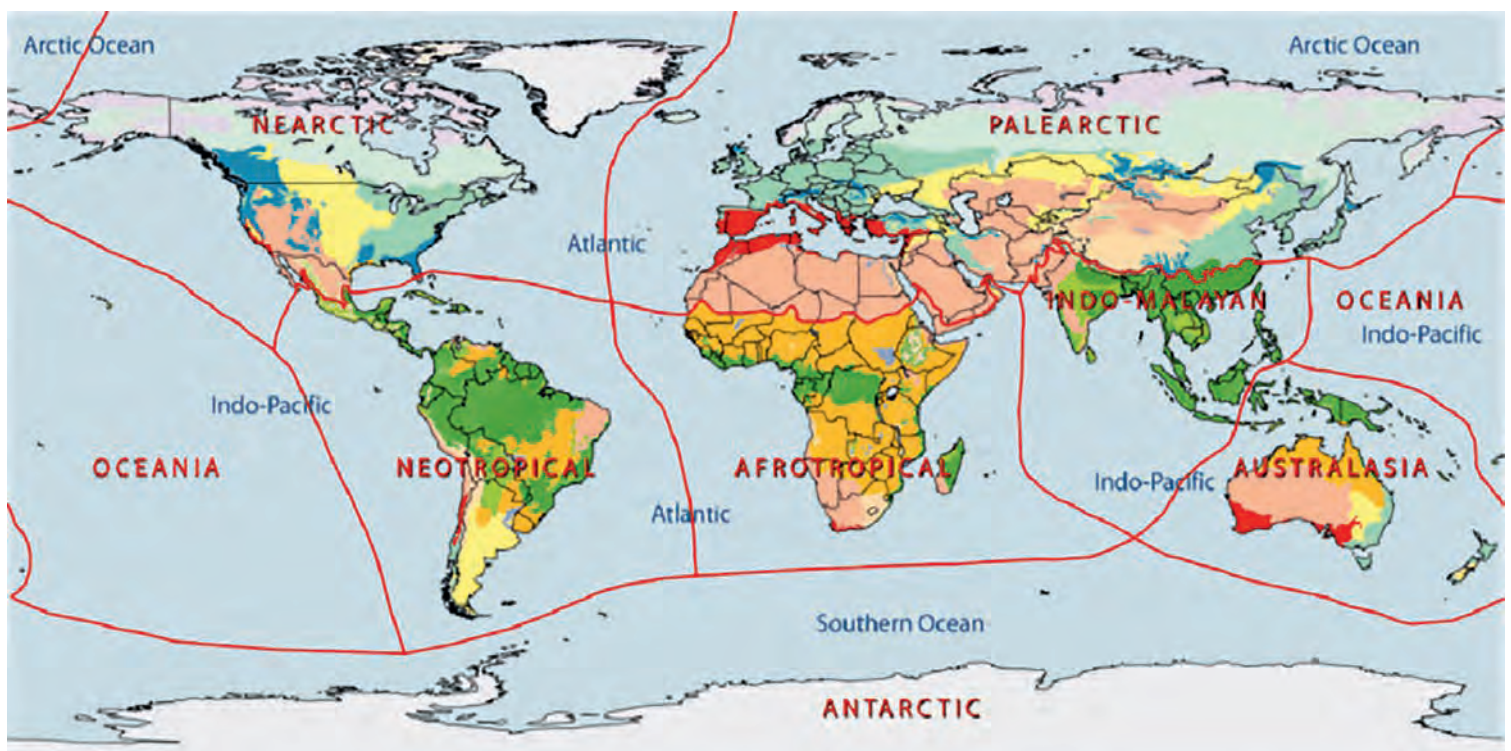 Arctic Ocean
Arctic Ocean
NEARCTIC
PALEARCTIC
Atlantic
INDO-MALAYAN
OCEANIA
Indo-Pacific
Indo-Pacific
OCEANIA
NEOTROPICAL
AFROTROPICAL
AUSTRALASIA
Indo-Pacific
Atlantic
Southern Ocean
ANTARCTIC